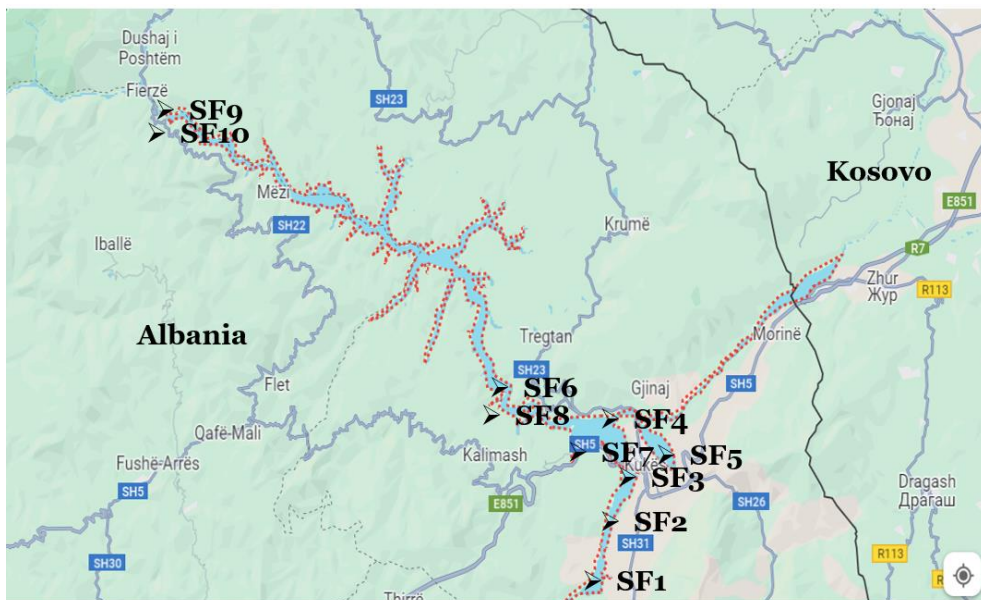 Dushaj i
Poshtëm
Fierzë
SF9
SF10
SH23
Gjonaj
Ђонај
Kosovo
E851
Mëzi
SH22
Iballë
Krumë
R7
Zhur
Жур
R113
Albania
Morinë
Tregtan
SH23
SH5
Flet
SF6
Gjinaj
SF8
SF4
Qafë-Mali
SH5
Kalimash
SF7
SF5
Kukës
SF3
Fushë-Arrës
SH5
E851
SH26
Dragash
Драгаш
SF2
SH31
R113
SH30
SF1
Thirrë